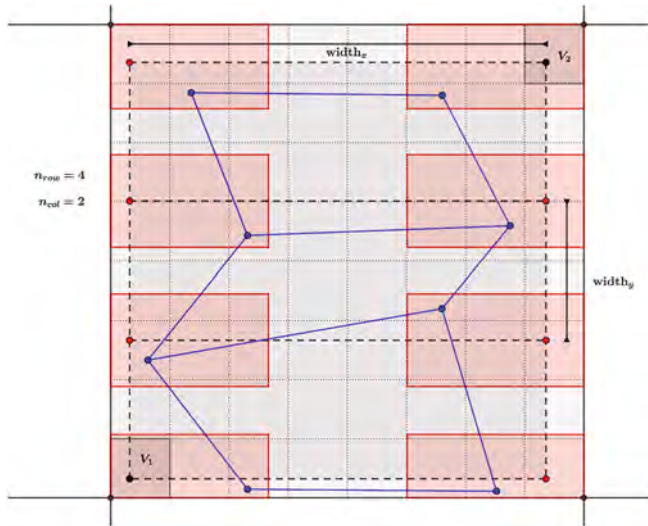 width_x
V_2
n_row = 4
n_col = 2
width_y
V_1